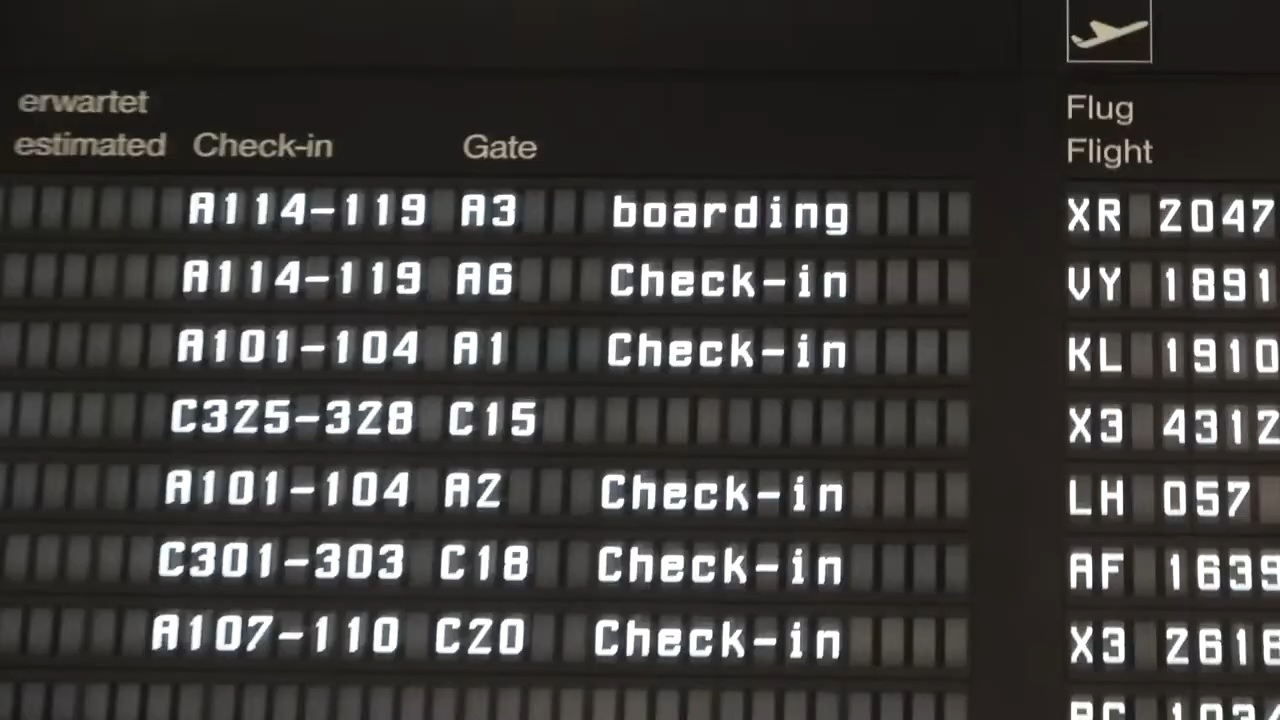 erwartet
estimated Check-in Gate
A114-119 A3 boarding
A114-119 A6 Check-in
A101-104 A1 Check-in
C325-328 C15
A101-104 A2 Check-in
C301-303 C18 Check-in
A107-110 C20 Check-in
Flug
Flight
XR 2047
VY 1891
KL 1910
X3 4312
LH 057
AF 1639
X3 2616